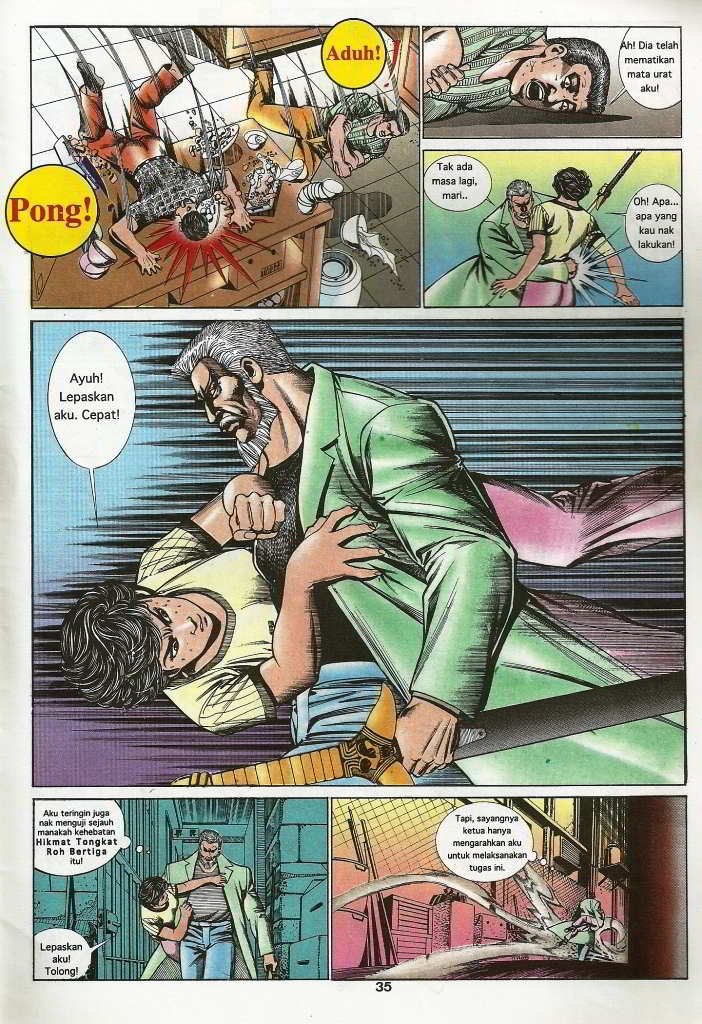 Aduh!
Pong!
Ah! Dia telah
mematikan
mata urat
aku!
Tak ada
masa lagi,
mari..
Oh! Apa...
apa yang
kau nak
lakukan!
Ayuh!
Lepaskan
aku. Cepat!
Aku teringin juga
nak menguji sejauh
manakah kehebatan
Hikmat Tongkat
Roh Bertiga
itu!
Lepaskan
aku!
Tolong!
Tapi, sayangnya
ketua hanya
mengarahkan aku
untuk melaksanakan
tugas ini.
35